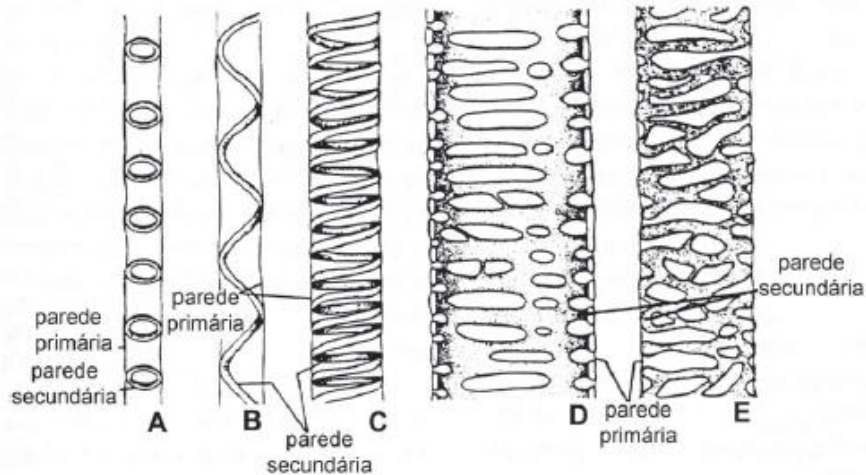 parede
primária
parede
secundária
A
B
parede
primária
parede
secundária
C
D
parede
primária
parede
secundária
E